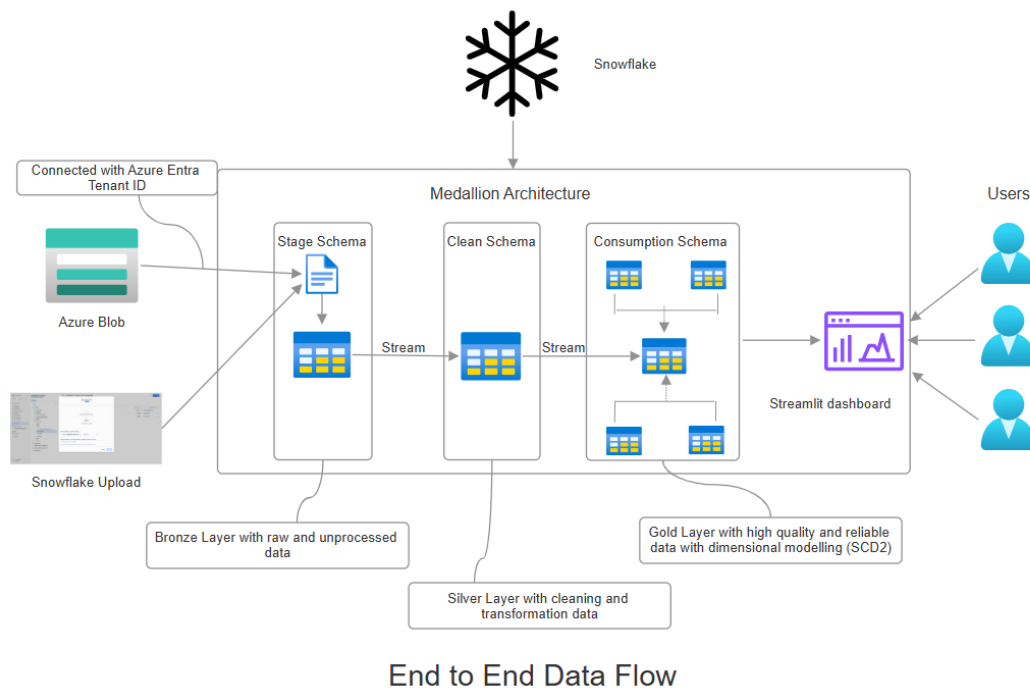 Snowflake
Connected with Azure Entra
Tenant ID
Medallion Architecture
Users
Stage Schema
Clean Schema
Consumption Schema
Azure Blob
Stream
Stream
Streamlit dashboard
Snowflake Upload
Bronze Layer with raw and unprocessed
data
Gold Layer with high quality and reliable
data with dimensional modelling (SCD2)
Silver Layer with cleaning and
transformation data
End to End Data Flow